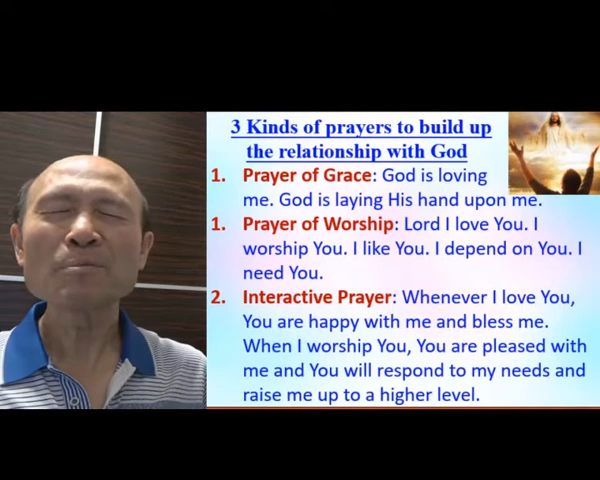 3 Kinds of prayers to build up
the relationship with God
1. Prayer of Grace: God is loving
me. God is laying His hand upon me.
1. Prayer of Worship: Lord I love You. I
worship You. I like You. I depend on You. I
need You.
2. Interactive Prayer: Whenever I love You,
You are happy with me and bless me.
When I worship You, You are pleased with
me and You will respond to my needs and
raise me up to a higher level.